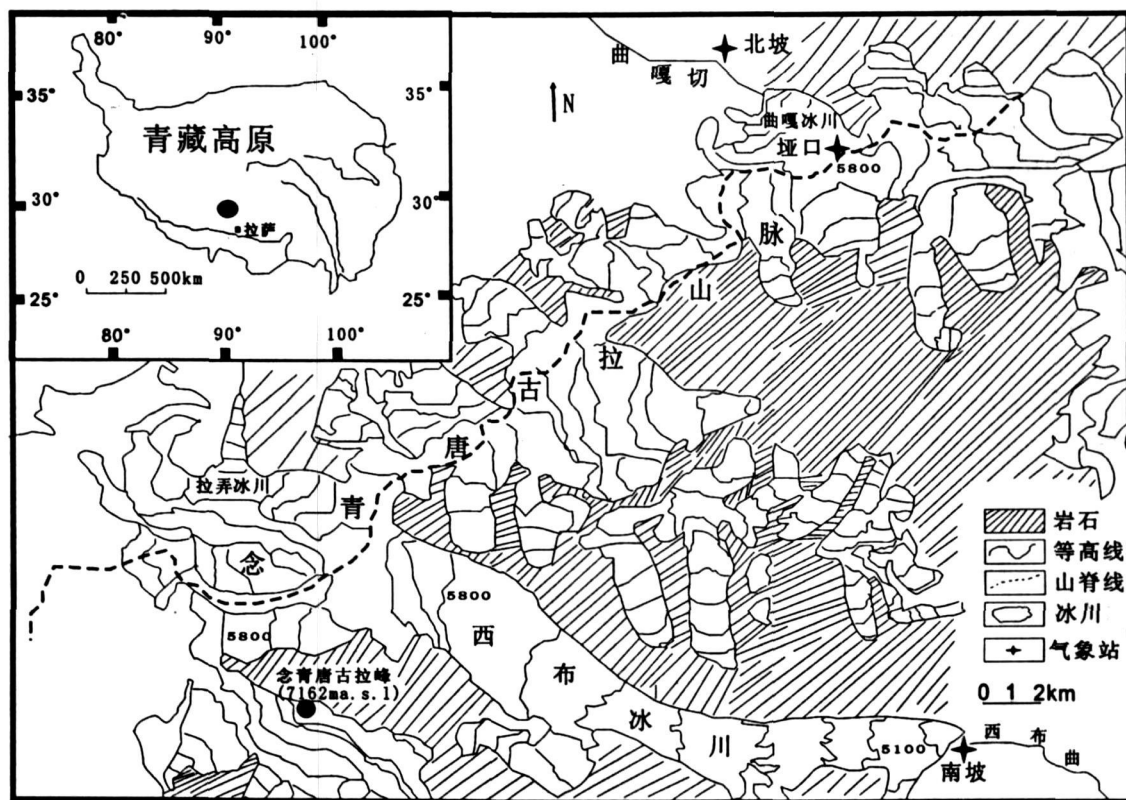 80° 90° 100°
35° 35°
青藏高原
30° 30°
拉萨
0 250 500km
25° 25°
80° 90° 100°
北坡
曲嘎切
N
曲嘎冰川
垭口
5800
念青唐古拉山脉
拉弄冰川
5800
5800
西布冰川
念青唐古拉峰
(7162ma.s.l)
5100
南坡
西布曲
岩石
等高线
山脊线
冰川
气象站
0 1 2km